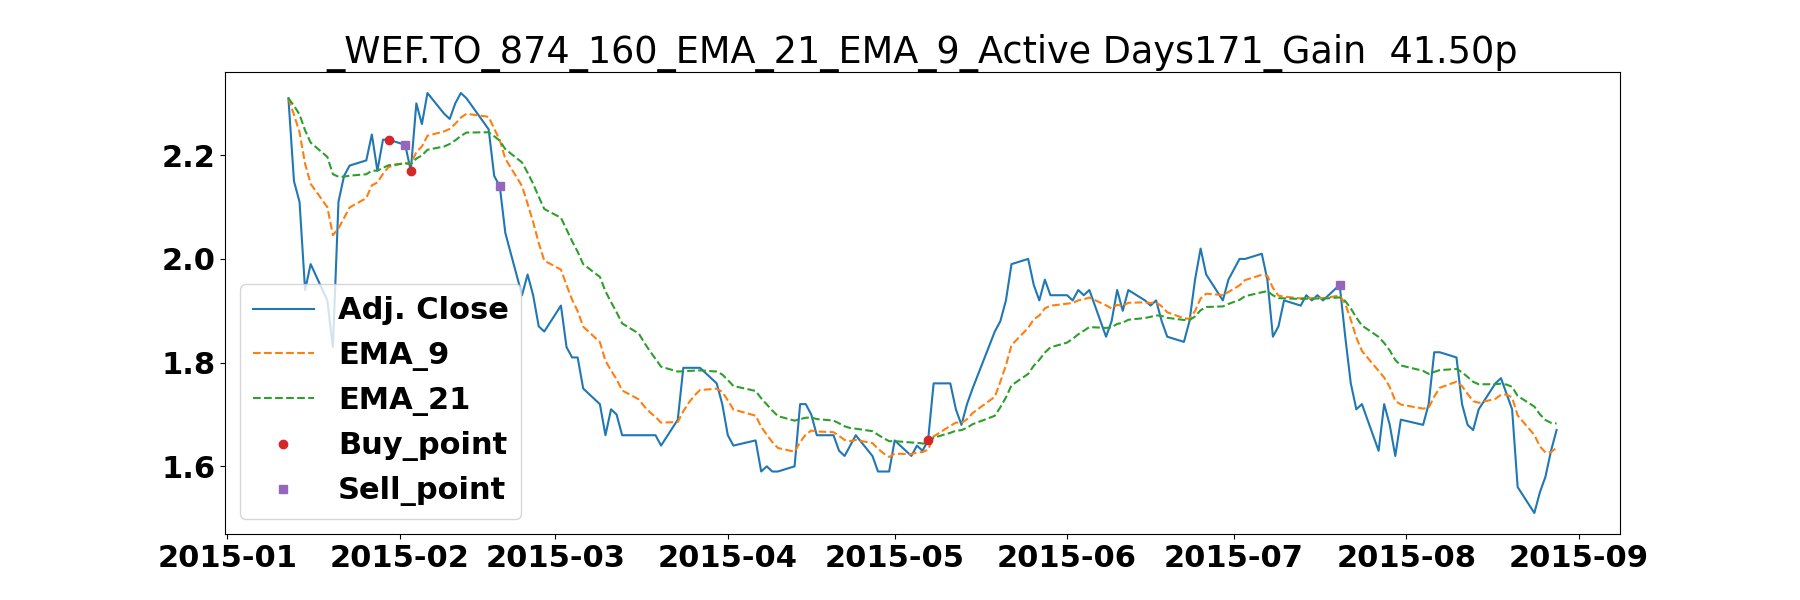 _WEF.TO_874_160_EMA_21_EMA_9_Active Days171_Gain  41.50p
2.2
2.0
1.8
1.6
Adj. Close
EMA_9
EMA_21
Buy_point
Sell_point
2015-01 2015-02 2015-03 2015-04 2015-05 2015-06 2015-07 2015-08 2015-09